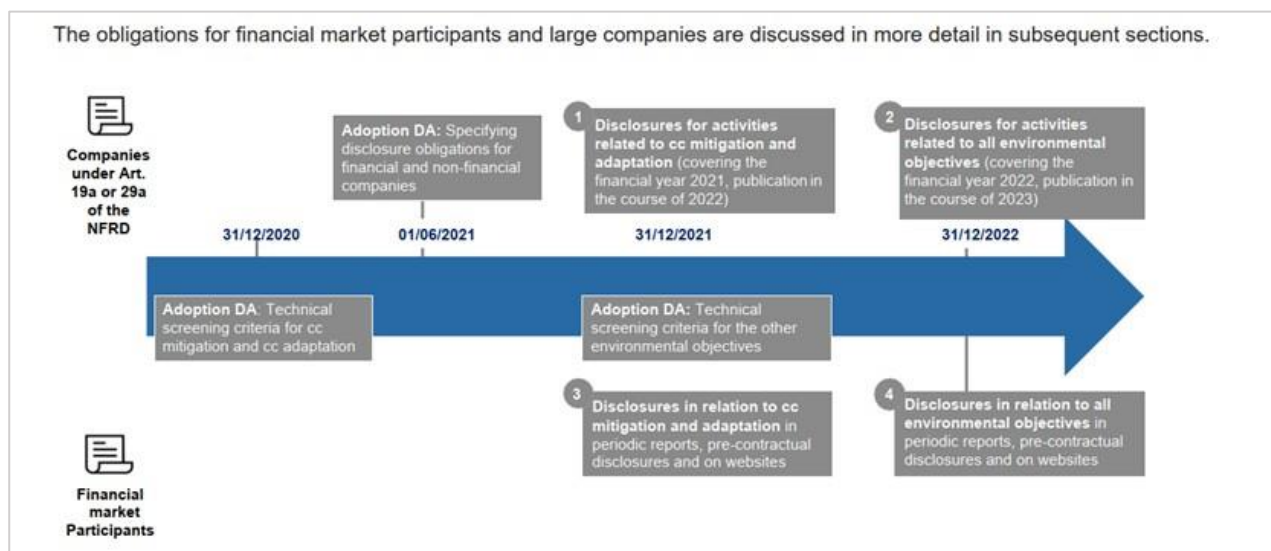 The obligations for financial market participants and large companies are discussed in more detail in subsequent sections.
Companies
under Art.
19a or 29a
of the
NFRD
Adoption DA: Specifying
disclosure obligations for
financial and non-financial
companies
1
Disclosures for activities
related to cc mitigation and
adaptation (covering the
financial year 2021, publication in
the course of 2022)
2
Disclosures for activities
related to all environmental
objectives (covering the
financial year 2022, publication in
the course of 2023)
31/12/2020
01/06/2021
31/12/2021
31/12/2022
Adoption DA: Technical
screening criteria for cc
mitigation and cc adaptation
Adoption DA: Technical
screening criteria for the other
environmental objectives
3
Disclosures in relation to cc
mitigation and adaptation in
periodic reports, pre-contractual
disclosures and on websites
4
Disclosures in relation to all
environmental objectives in
periodic reports, pre-contractual
disclosures and on websites
Financial
market
Participants